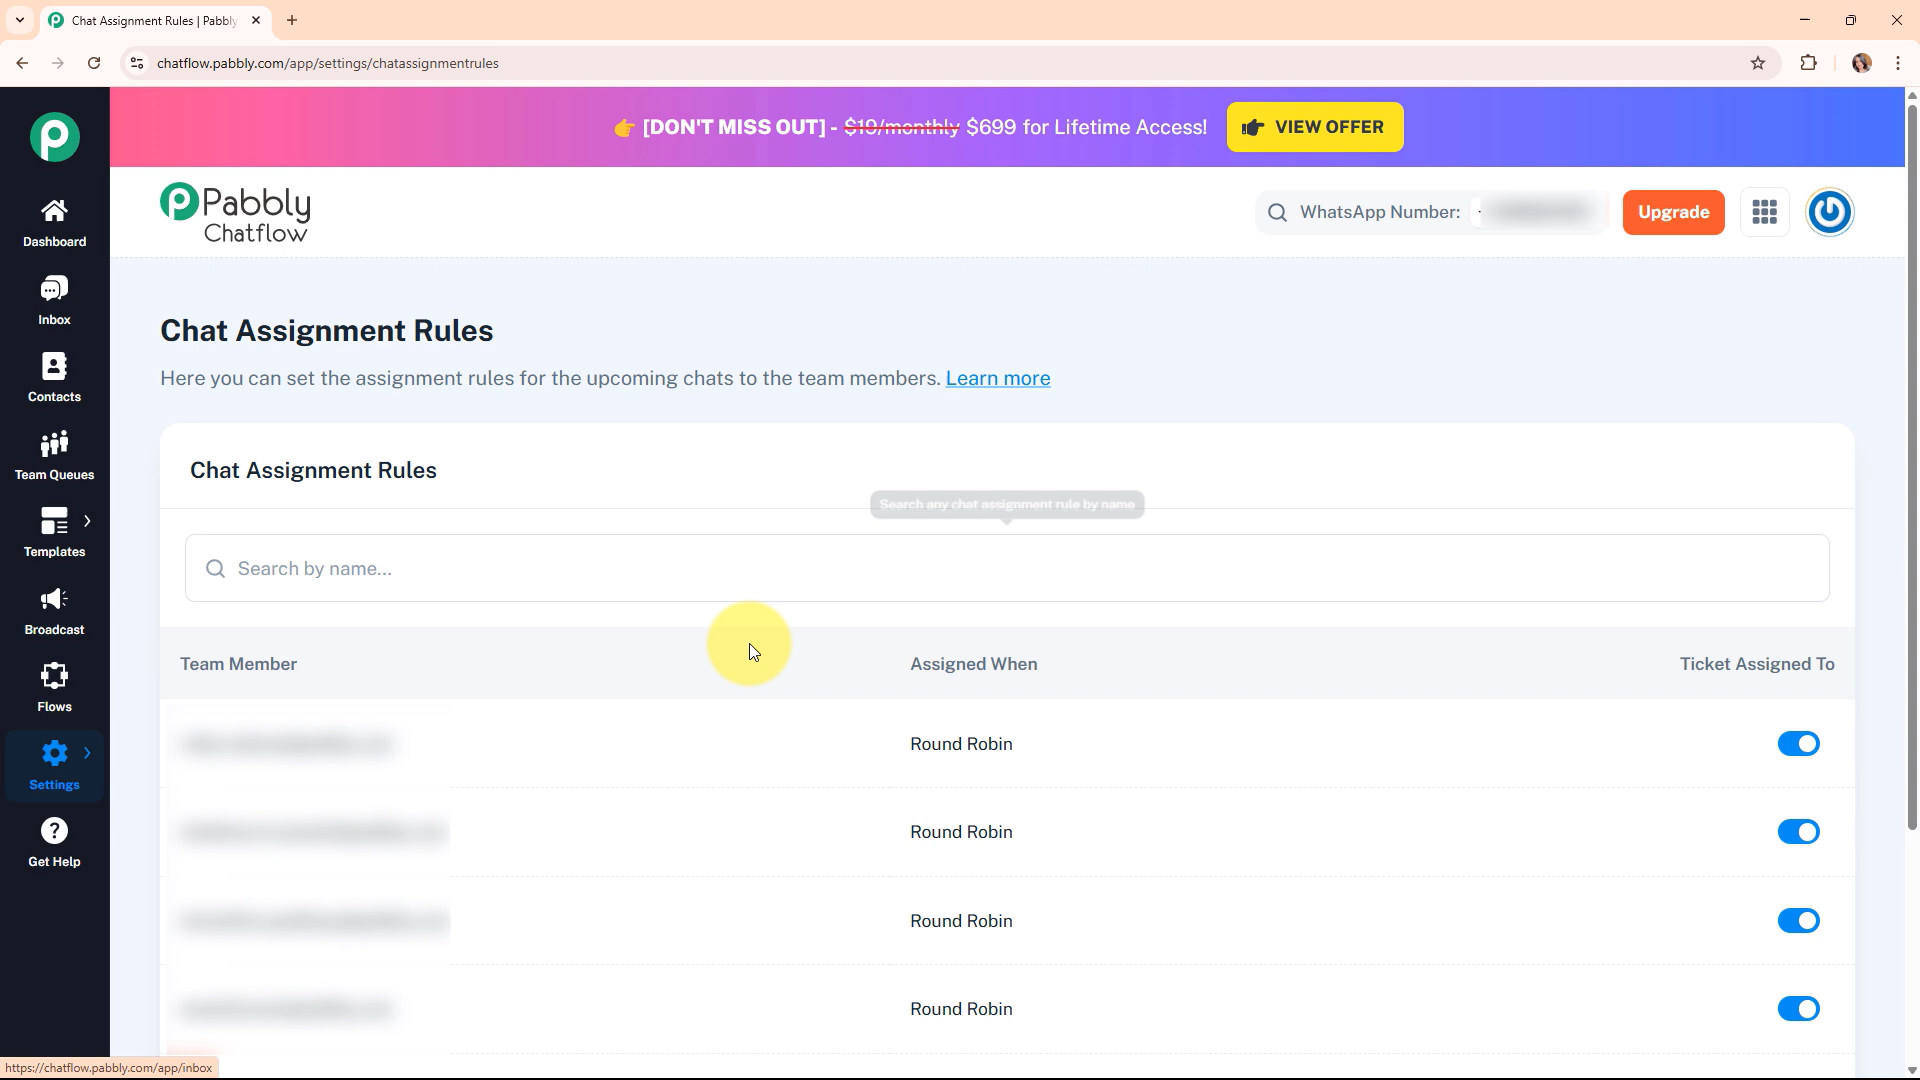 Chat Assignment Rules | Pabbly
chatflow.pabbly.com/app/settings/chatassignmentrules
[DON'T MISS OUT] - $19/monthly $699 for Lifetime Access!
VIEW OFFER
Pabbly
Chatflow
WhatsApp Number:
Upgrade
Dashboard
Inbox
Contacts
Team Queues
Templates
Broadcast
Flows
Settings
Get Help
Chat Assignment Rules
Here you can set the assignment rules for the upcoming chats to the team members. Learn more
Chat Assignment Rules
Search any chat assignment rule by name
Search by name...
Team Member Assigned When Ticket Assigned To
Round Robin
Round Robin
Round Robin
Round Robin
https://chatflow.pabbly.com/app/inbox